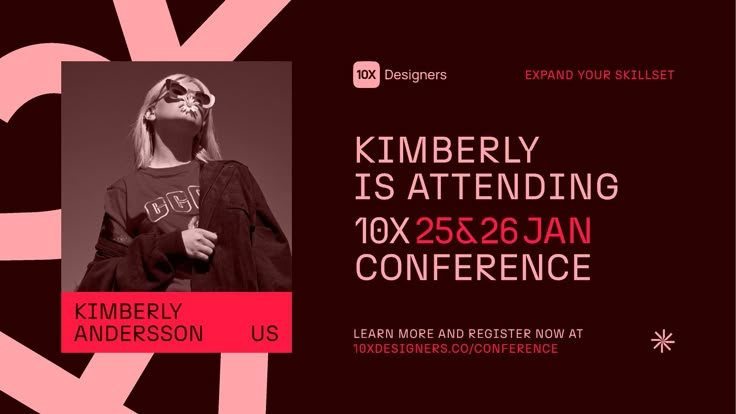 10X Designers
EXPAND YOUR SKILLSET
KIMBERLY
IS ATTENDING
10X 25&26 JAN
CONFERENCE
LEARN MORE AND REGISTER NOW AT
10XDESIGNERS.CO/CONFERENCE
KIMBERLY
ANDERSSON US